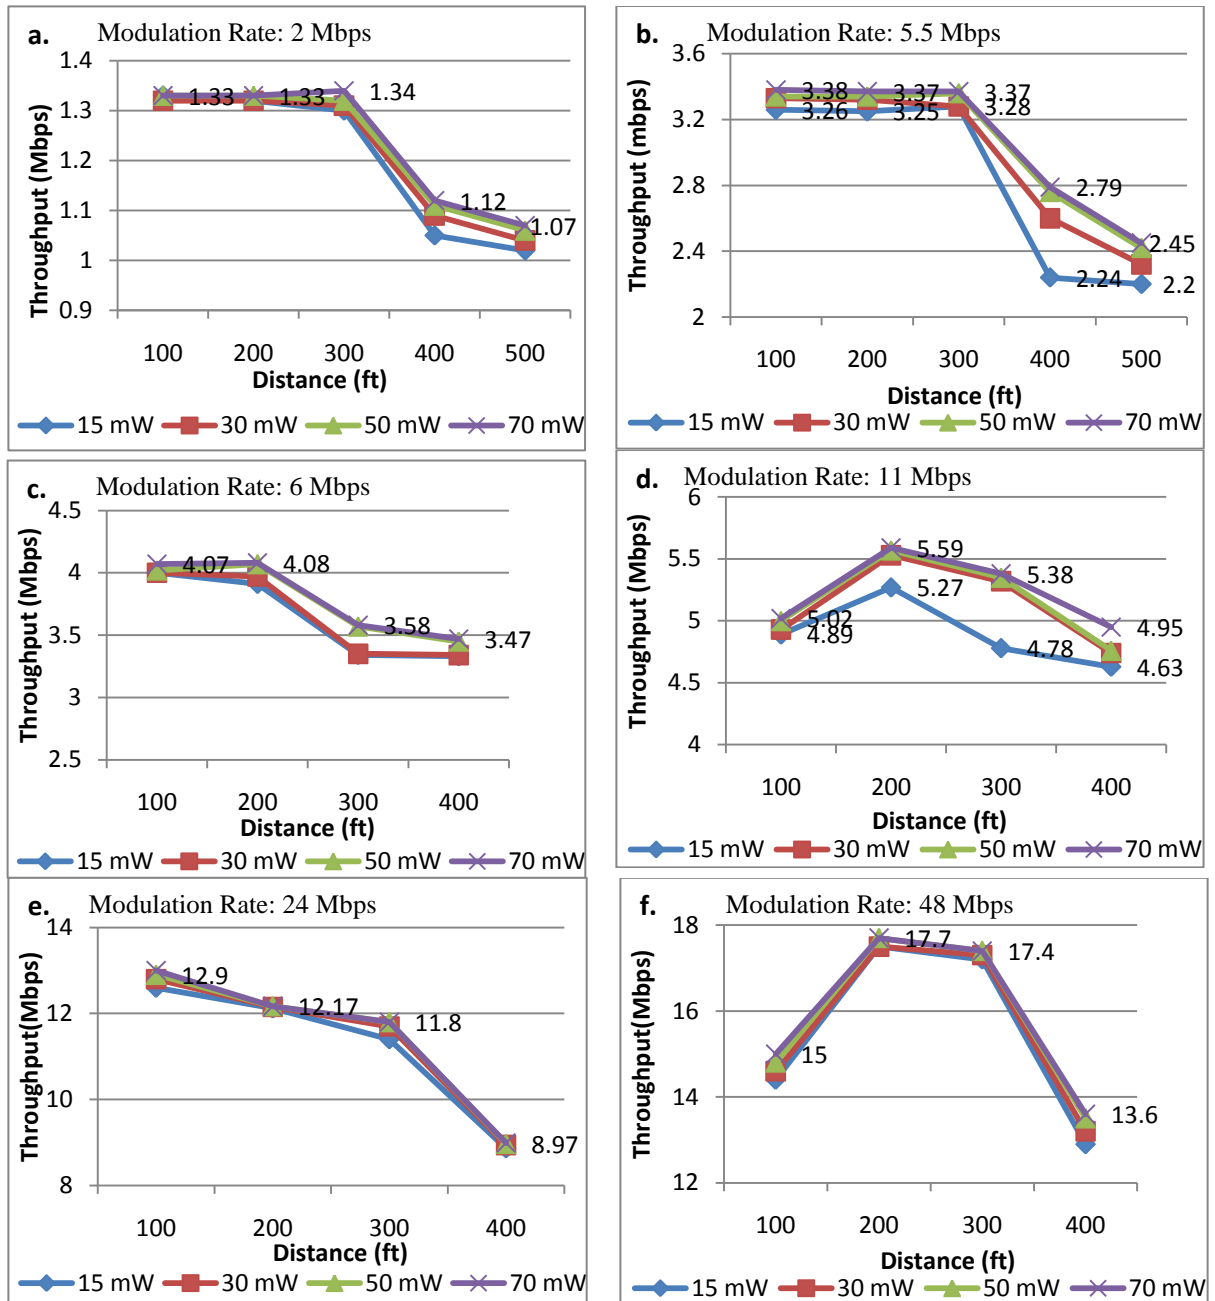 a. Modulation Rate: 2 Mbps
1.4
1.3
1.2
1.1
1
0.9
Throughput (Mbps)
1.33 1.33 1.34
1.12
1.07
100 200 300 400 500
Distance (ft)
15 mW 30 mW 50 mW 70 mW
b. Modulation Rate: 5.5 Mbps
3.6
3.2
2.8
2.4
2
Throughput (mbps)
3.38 3.37 3.37
3.26 3.25 3.28
2.79
2.45
2.24 2.2
100 200 300 400 500
Distance (ft)
15 mW 30 mW 50 mW 70 mW
c. Modulation Rate: 6 Mbps
4.5
4
3.5
3
2.5
Throughput (Mbps)
4.07 4.08
3.58 3.47
100 200 300 400
Distance (ft)
15 mW 30 mW 50 mW 70 mW
d. Modulation Rate: 11 Mbps
6
5.5
5
4.5
4
Throughput (Mbps)
5.59
5.38
5.27
5.02
4.95
4.89
4.78
4.63
100 200 300 400
Distance (ft)
15 mW 30 mW 50 mW 70 mW
e. Modulation Rate: 24 Mbps
14
12
10
8
Throughput(Mbps)
12.9 12.17 11.8
8.97
100 200 300 400
Distance (ft)
15 mW 30 mW 50 mW 70 mW
f. Modulation Rate: 48 Mbps
18
16
14
12
Throughput(Mbps)
17.7 17.4
15
13.6
100 200 300 400
Distance (ft)
15 mW 30 mW 50 mW 70 mW